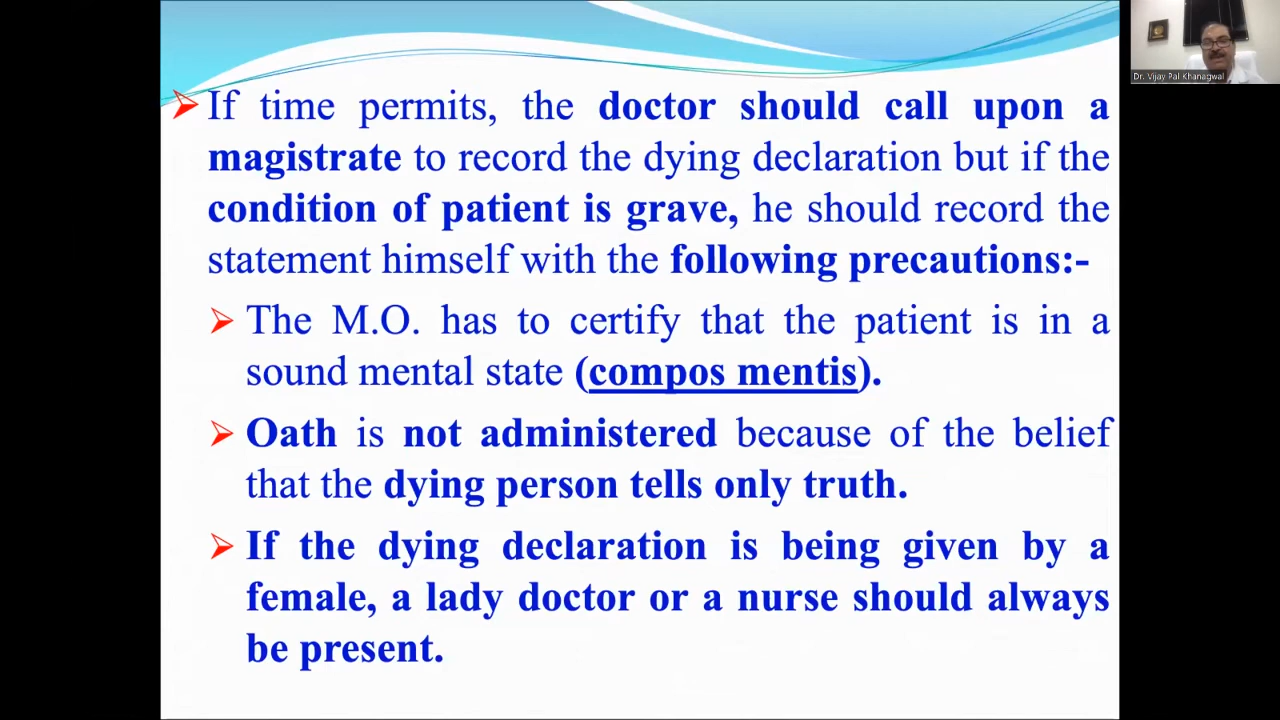 If time permits, the doctor should call upon a
magistrate to record the dying declaration but if the
condition of patient is grave, he should record the
statement himself with the following precautions:-
The M.O. has to certify that the patient is in a
sound mental state (compos mentis).
Oath is not administered because of the belief
that the dying person tells only truth.
If the dying declaration is being given by a
female, a lady doctor or a nurse should always
be present.
Dr. Vijay Pal Khanagwal